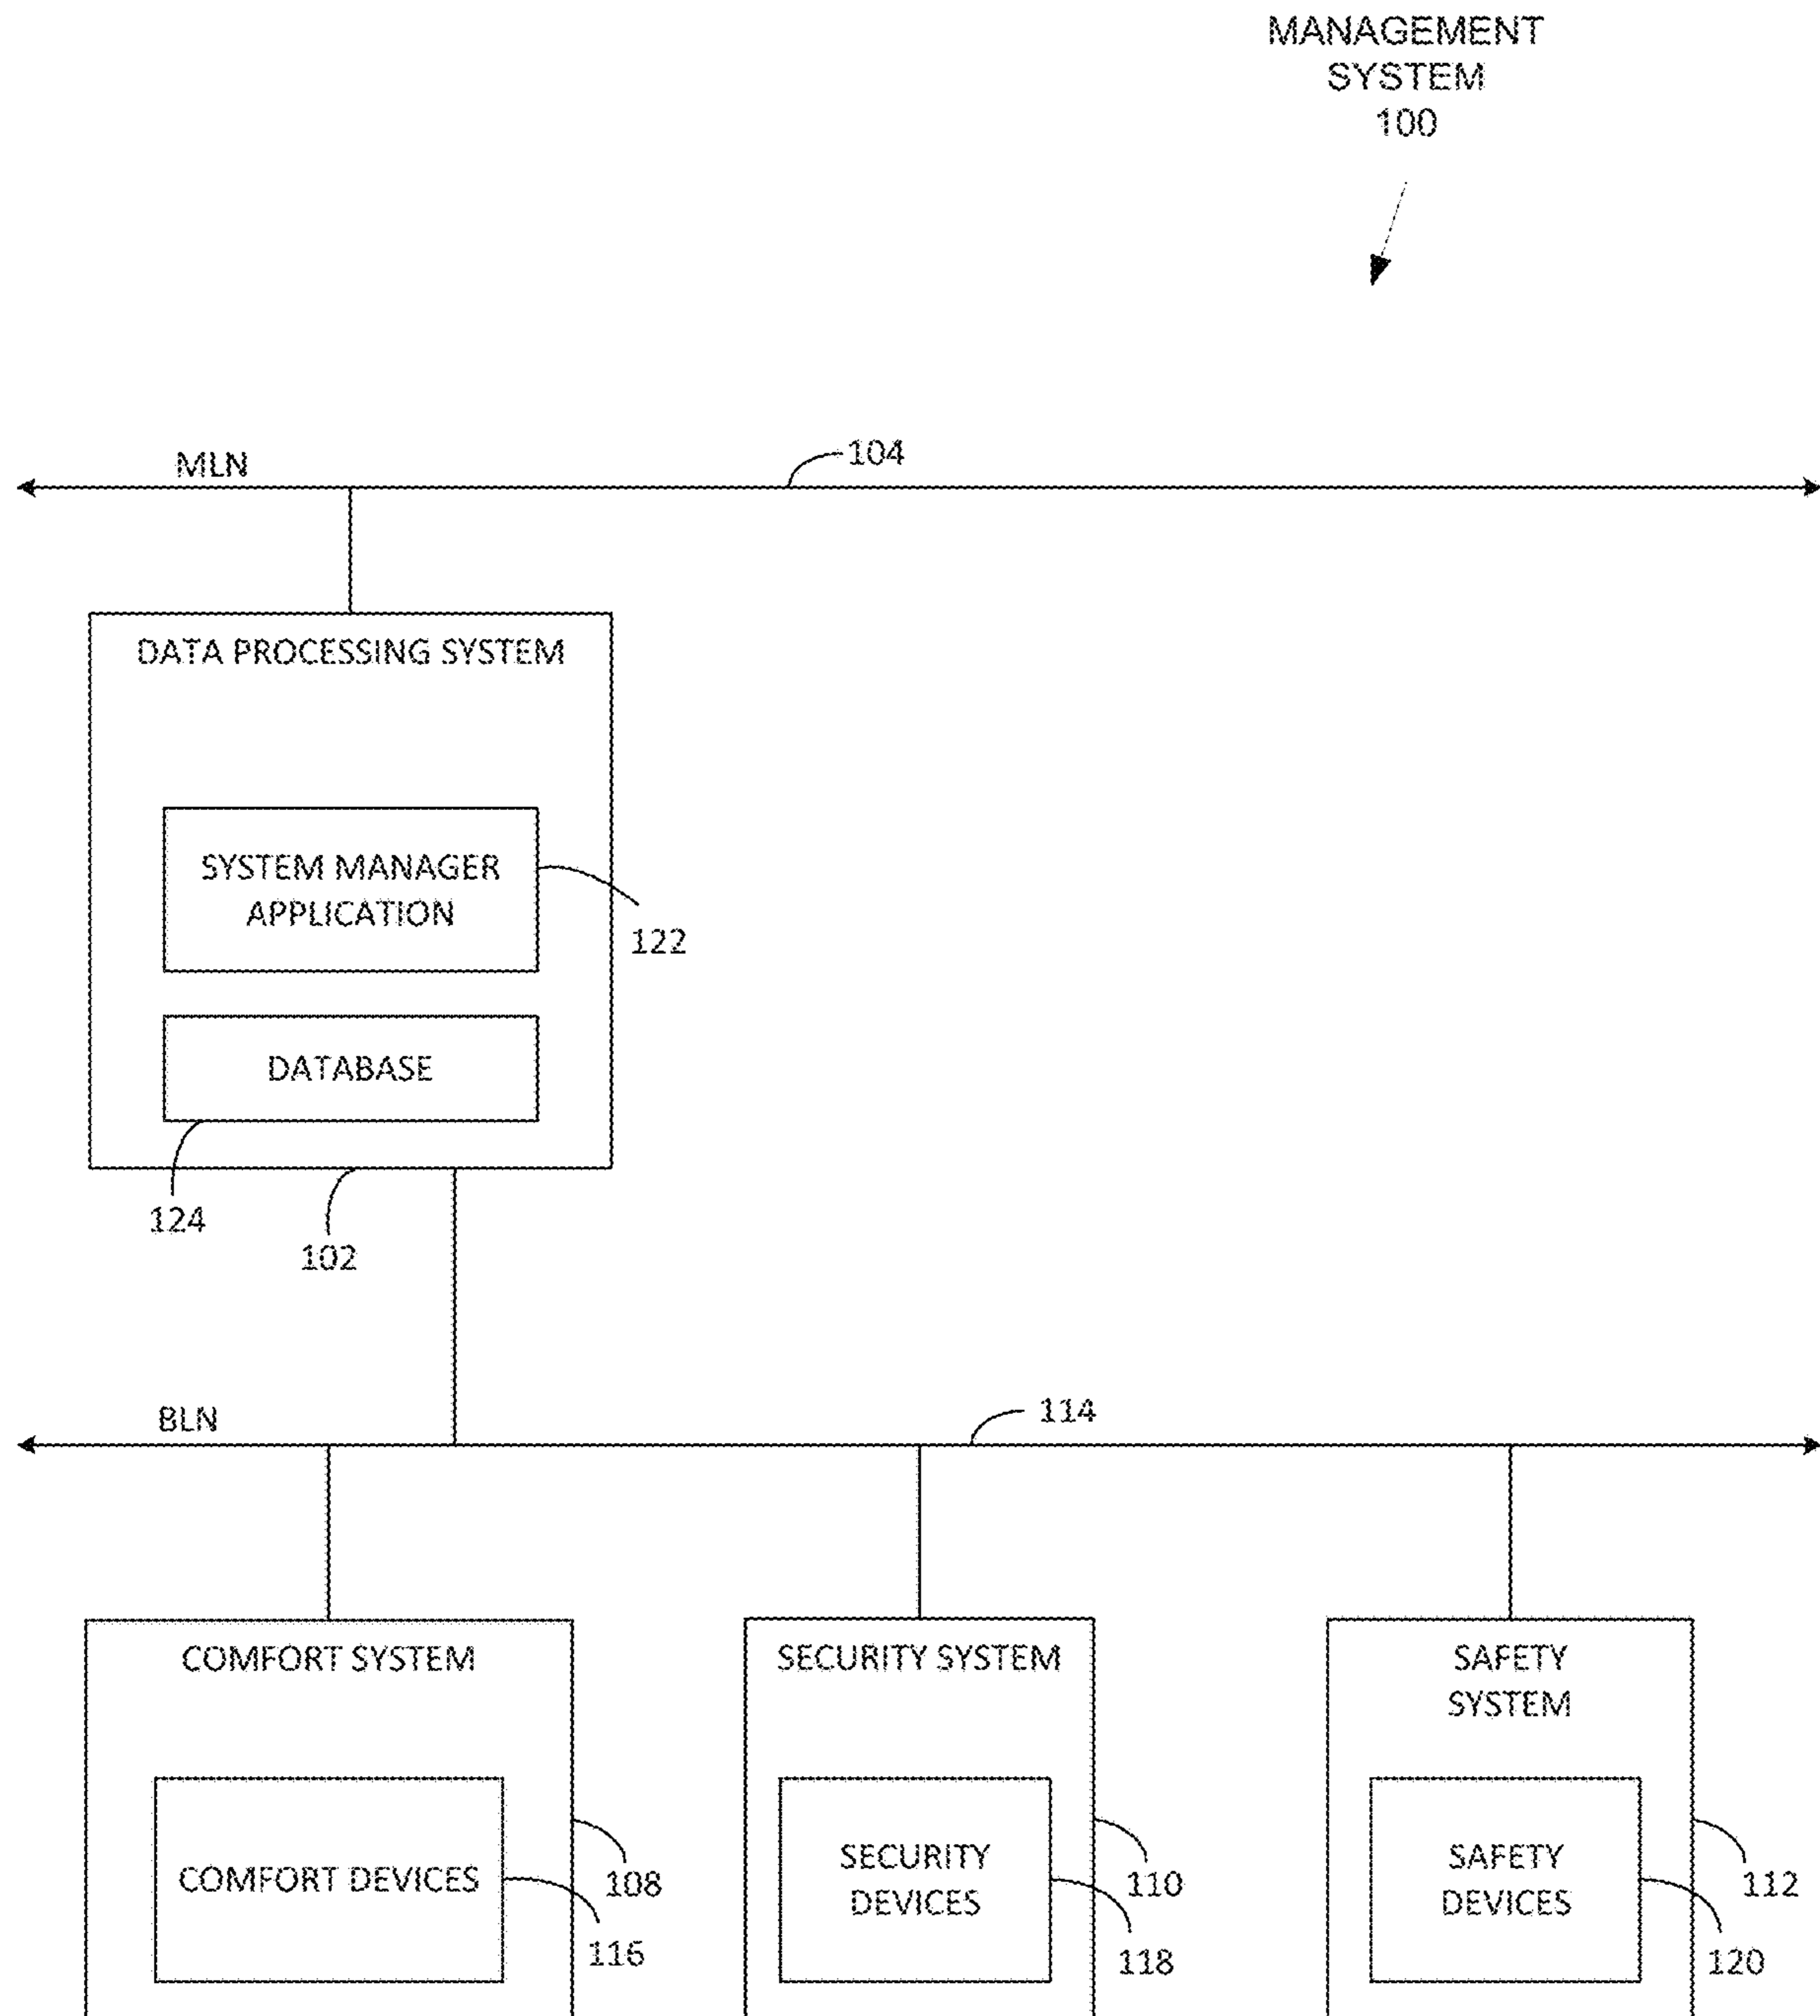 MANAGEMENT
SYSTEM
100
MLN
104
DATA PROCESSING SYSTEM
SYSTEM MANAGER
APPLICATION
122
DATABASE
124
102
BLN
114
COMFORT SYSTEM
COMFORT DEVICES
108
116
SECURITY SYSTEM
SECURITY
DEVICES
110
118
SAFETY
SYSTEM
SAFETY
DEVICES
112
120